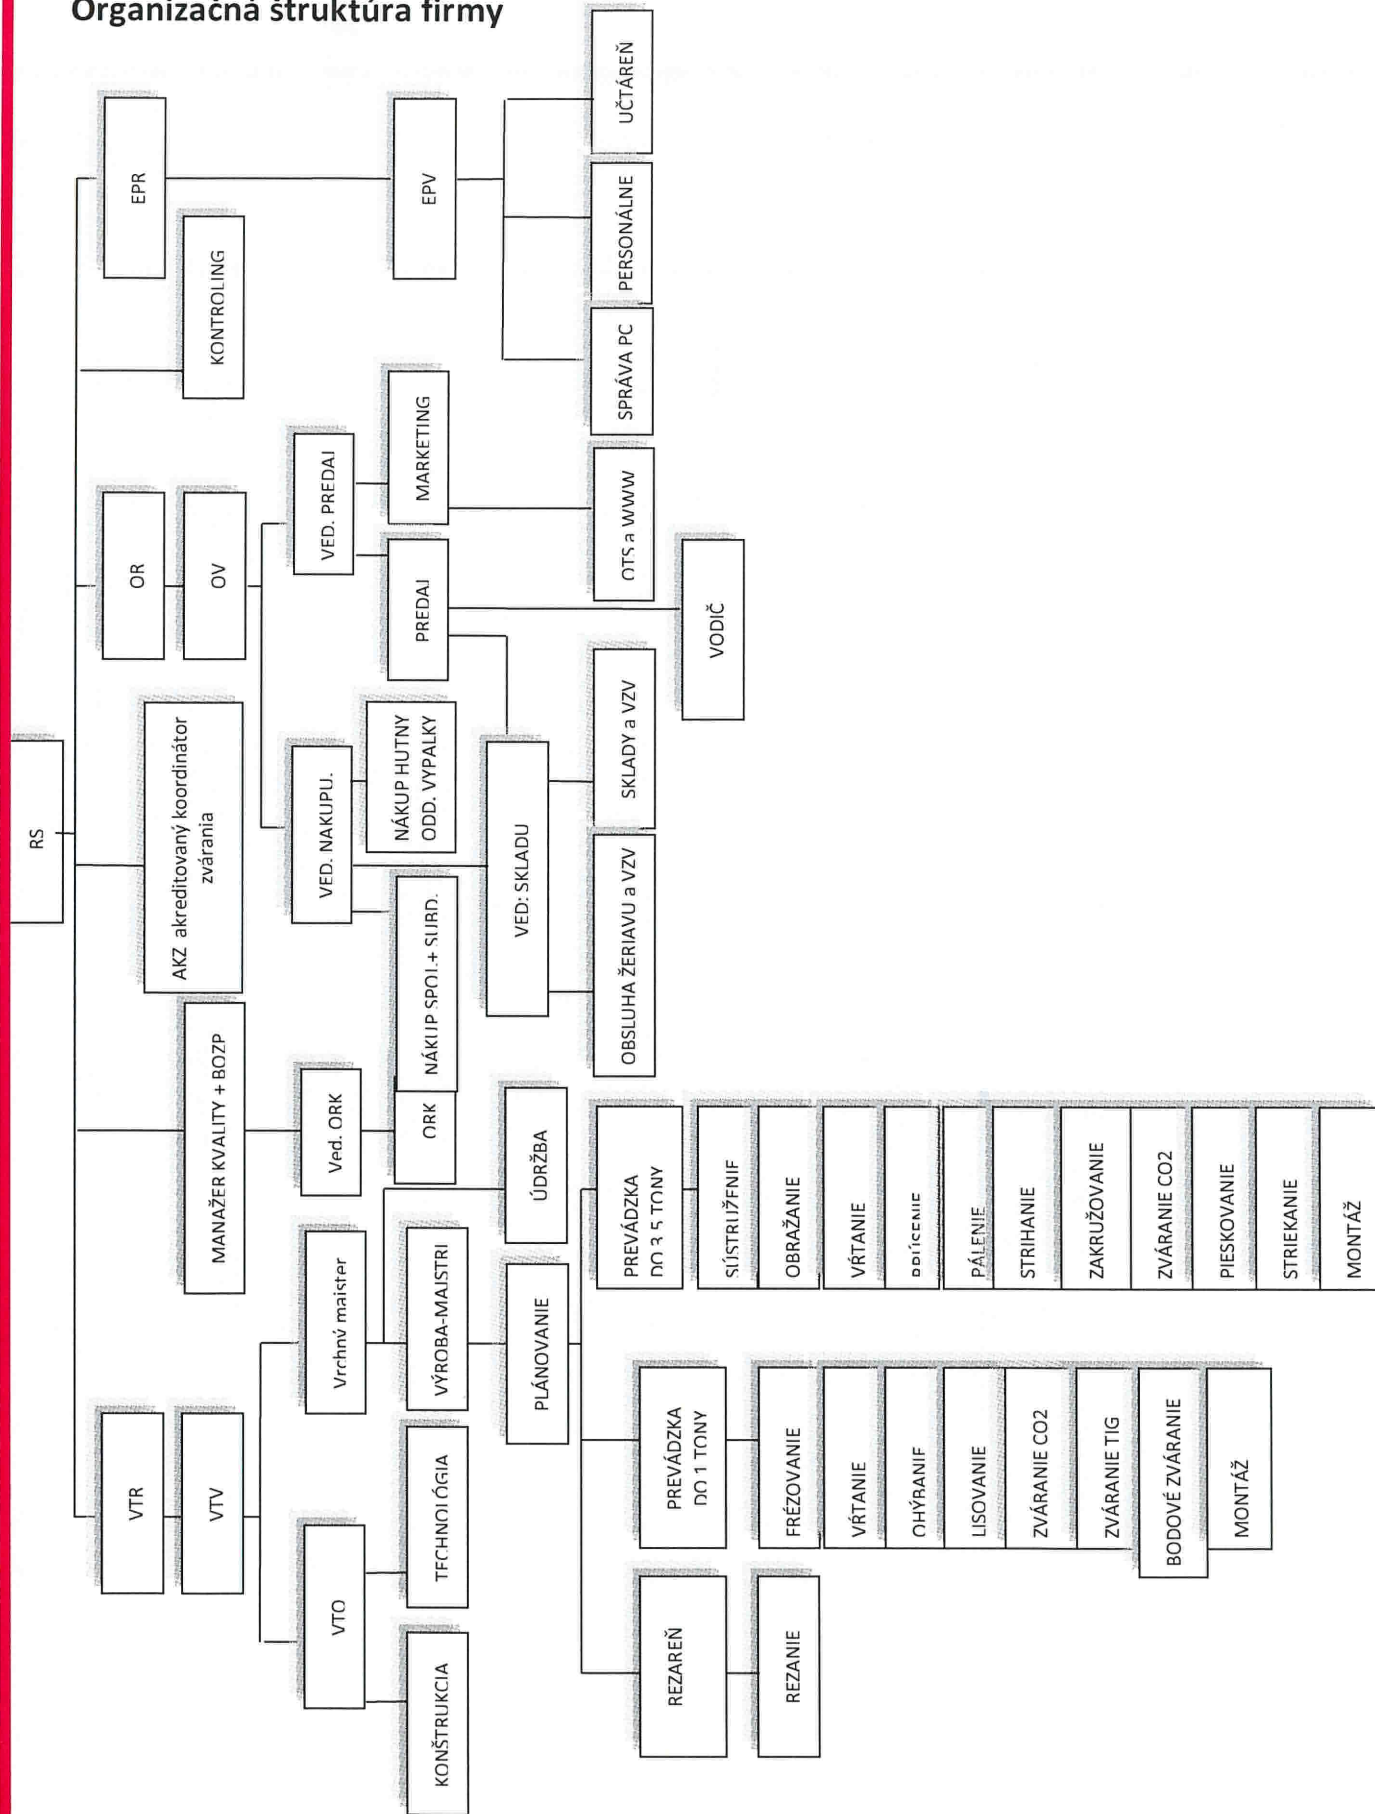 Organizačná štruktúra firmy
RS
VTR
MANAŽER KVALITY + BOZP
AKZ akreditovaný koordinátor
zvárania
OR
KONTROLING
EPR
VTV
OV
VTO
Vrchný majster
Ved. ORK
VED. NAKUPU.
VED. PREDAJ
KONŠTRUKCIA
TECHNOLÓGIA
VÝROBA-MAJSTRI
ORK
NÁKUP SPOJ.+ SUBD.
NÁKUP HUTNY
ODD. VYPALKY
PREDAJ
MARKETING
EPV
PLÁNOVANIE
ÚDRŽBA
VED: SKLADU
OBSLUHA ŽERIAVU a VZV
SKLADY a VZV
OTS a WWW
SPRÁVA PC
PERSONÁLNE
UČTÁREŇ
VODIČ
REZAREŇ
REZANIE
PREVÁDZKA
DO 1 TONY
FRÉZOVANIE
VŔTANIE
OHÝBANIE
LISOVANIE
ZVÁRANIE CO2
ZVÁRANIE TIG
BODOVÉ ZVÁRANIE
MONTÁŽ
PREVÁDZKA
DO 3,5 TONY
SÚSTRUŽENIE
OBRAŽANIE
VŔTANIE
PÁLENIE
STRIHANIE
ZAKRUŽOVANIE
ZVÁRANIE CO2
PIESKOVANIE
STRIEKANIE
MONTÁŽ